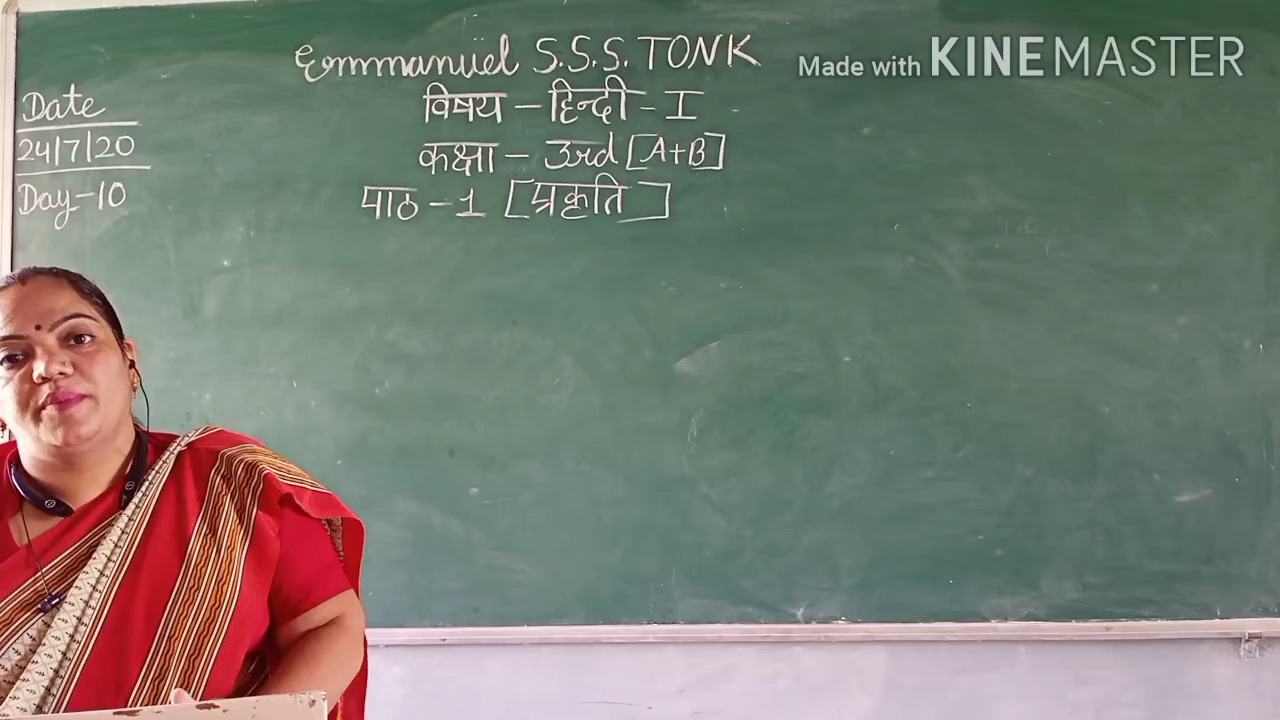 Emmanuel S.S.S. TONK
Made with KINEMASTER
Date
24/7/20
Day-10
विषय – हिन्दी - I
कक्षा – 3rd [A+B]
पाठ - 1 [प्रकृति]